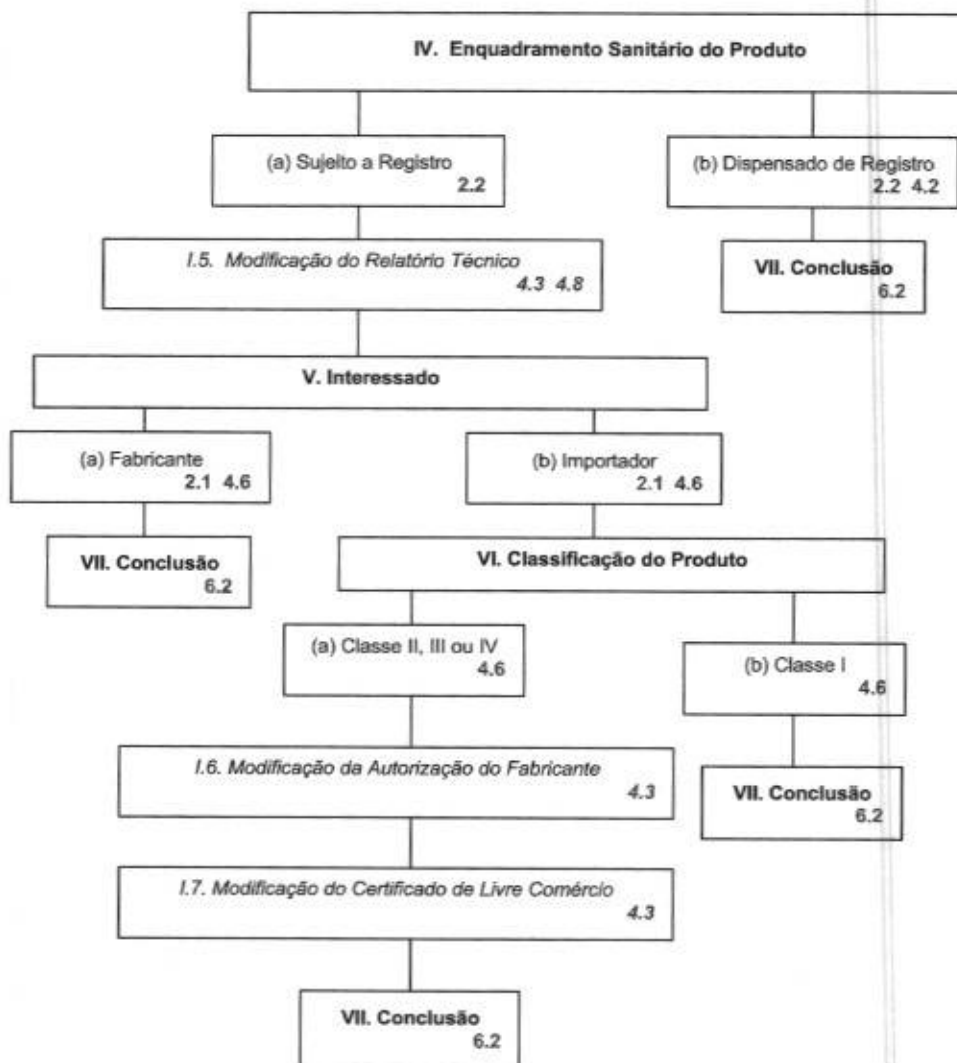 IV. Enquadramento Sanitário do Produto
(a) Sujeito a Registro
2.2
(b) Dispensado de Registro
2.2 4.2
I.5. Modificação do Relatório Técnico
4.3 4.8
VII. Conclusão
6.2
V. Interessado
(a) Fabricante
2.1 4.6
(b) Importador
2.1 4.6
VII. Conclusão
6.2
VI. Classificação do Produto
(a) Classe II, III ou IV
4.6
(b) Classe I
4.6
I.6. Modificação da Autorização do Fabricante
4.3
VII. Conclusão
6.2
I.7. Modificação do Certificado de Livre Comércio
4.3
VII. Conclusão
6.2